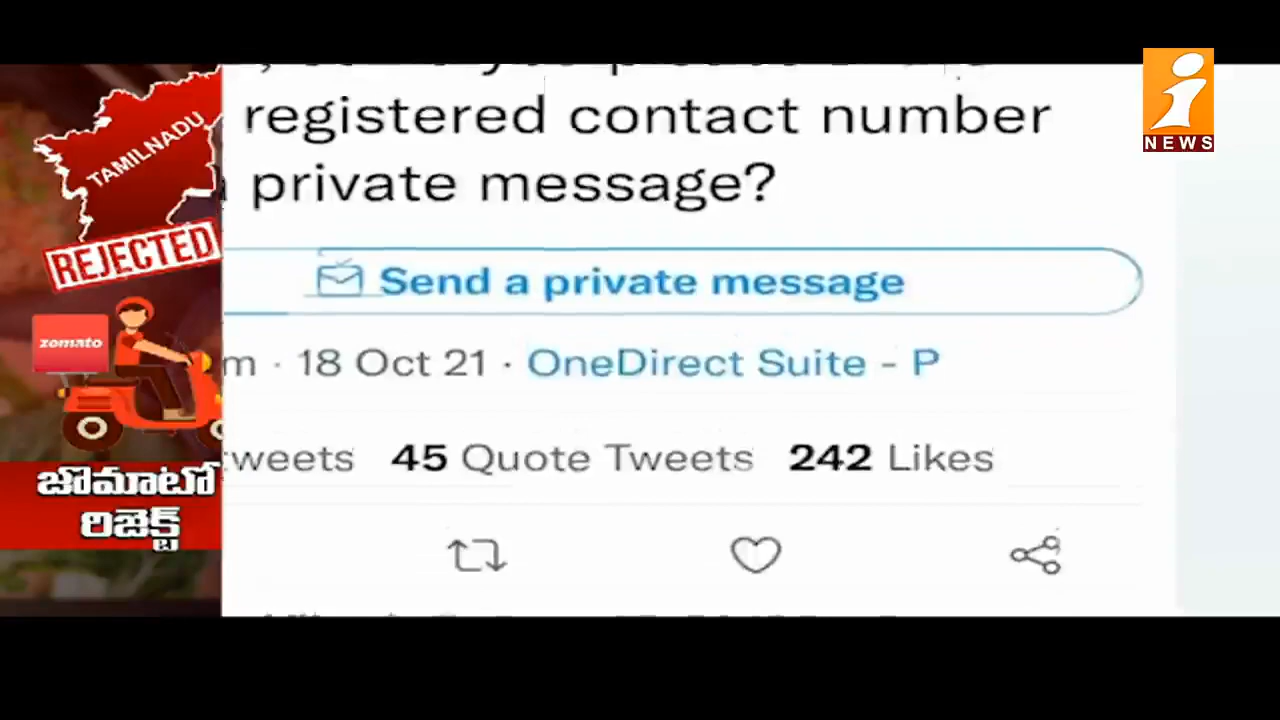 TAMILNADU
REJECTED
zomato
జొమాటో
రిజెక్ట్
registered contact number
private message?
Send a private message
m · 18 Oct 21 · OneDirect Suite - P
weets 45 Quote Tweets 242 Likes
i
NEWS